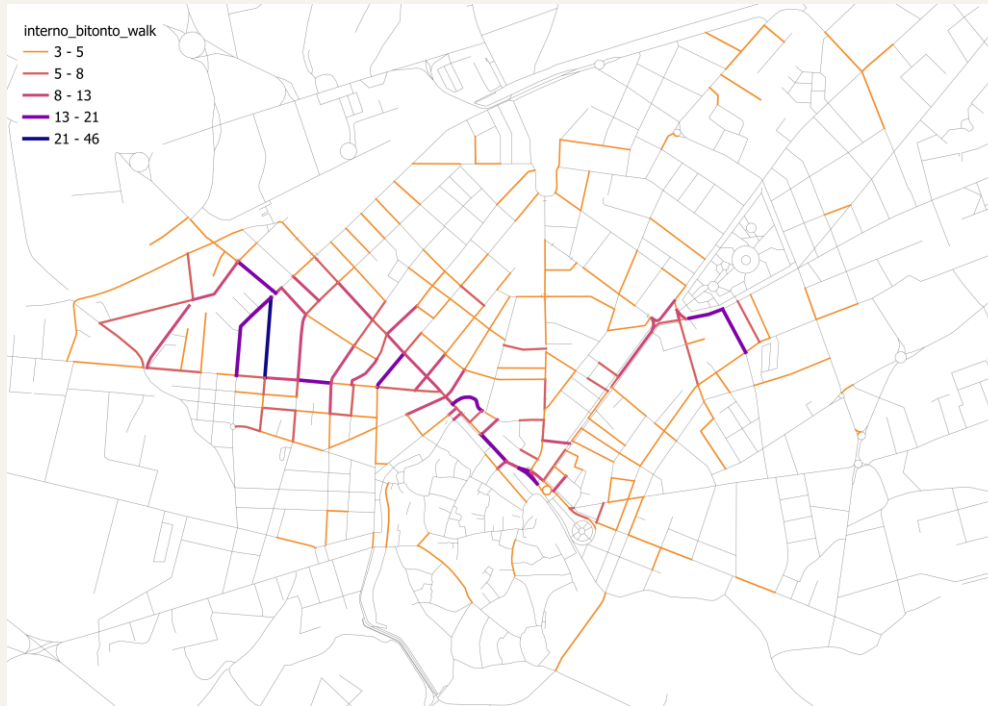 interno_bitonto_walk
3 - 5
5 - 8
8 - 13
13 - 21
21 - 46